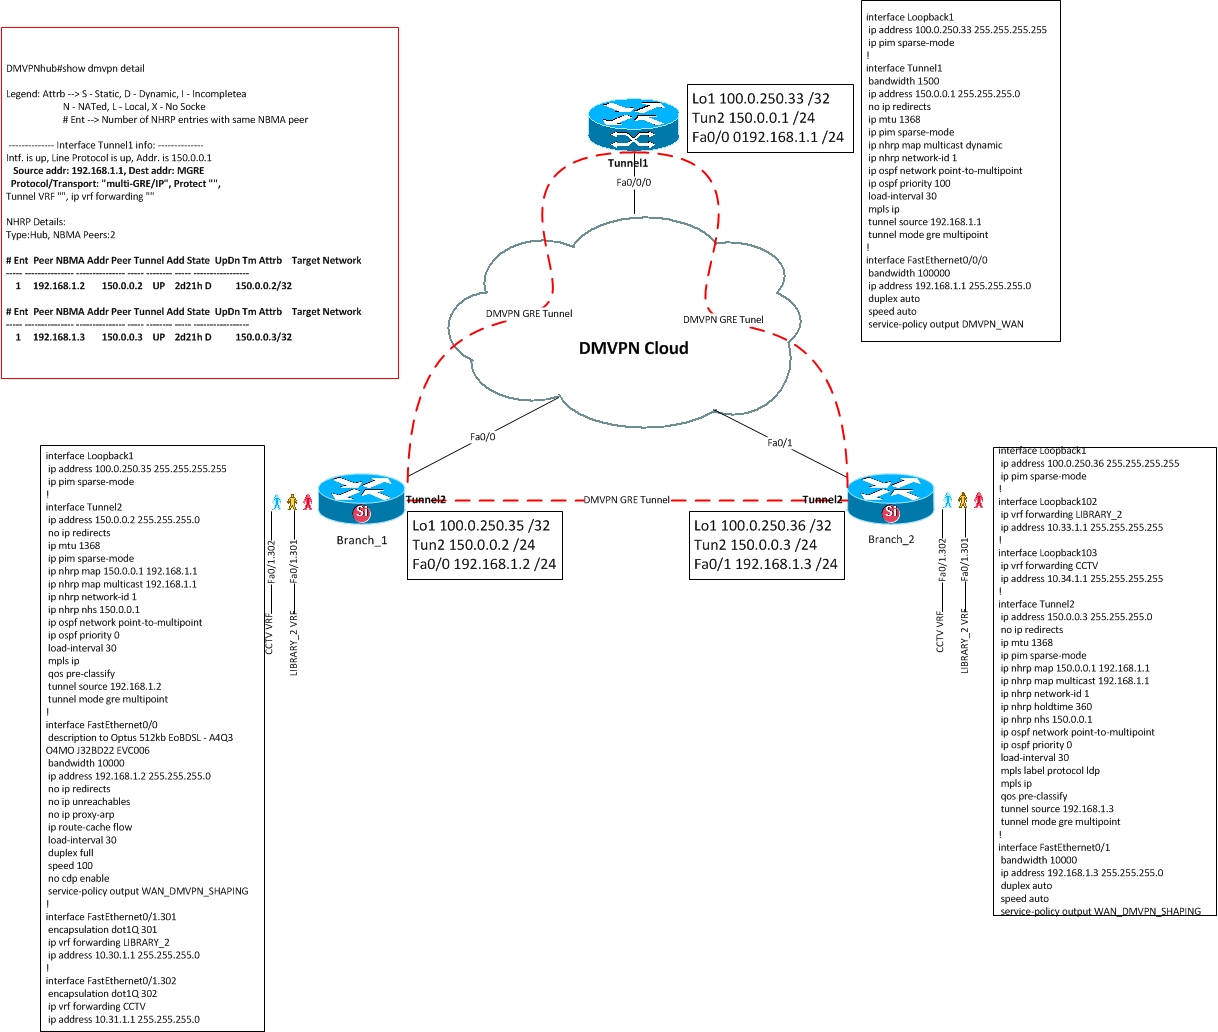 DMVPNhub#show dmvpn detail
Legend: Attrb --> S - Static, D - Dynamic, I - Incompletea
N - NATed, L - Local, X - No Socke
# Ent --> Number of NHRP entries with same NBMA peer
-------------- Interface Tunnel1 info: --------------
Intf. is up, Line Protocol is up, Addr. is 150.0.0.1
Source addr: 192.168.1.1, Dest addr: MGRE
Protocol/Transport: "multi-GRE/IP", Protect "",
Tunnel VRF "", ip vrf forwarding ""
NHRP Details:
Type:Hub, NBMA Peers:2
# Ent Peer NBMA Addr Peer Tunnel Add State UpDn Tm Attrb Target Network
----- --------------- --------------- ----- -------- ----- -----------------
1 192.168.1.2 150.0.0.2 UP 2d21h D 150.0.0.2/32
# Ent Peer NBMA Addr Peer Tunnel Add State UpDn Tm Attrb Target Network
----- --------------- --------------- ----- -------- ----- -----------------
1 192.168.1.3 150.0.0.3 UP 2d21h D 150.0.0.3/32
Lo1 100.0.250.33 /32
Tun2 150.0.0.1 /24
Fa0/0 0192.168.1.1 /24
Tunnel1
Fa0/0/0
interface Loopback1
ip address 100.0.250.33 255.255.255.255
ip pim sparse-mode
!
interface Tunnel1
bandwidth 1500
ip address 150.0.0.1 255.255.255.0
no ip redirects
ip mtu 1368
ip pim sparse-mode
ip nhrp map multicast dynamic
ip nhrp network-id 1
ip ospf network point-to-multipoint
ip ospf priority 100
load-interval 30
mpls ip
tunnel source 192.168.1.1
tunnel mode gre multipoint
!
interface FastEthernet0/0/0
bandwidth 100000
ip address 192.168.1.1 255.255.255.0
duplex auto
speed auto
service-policy output DMVPN_WAN
DMVPN GRE Tunnel
DMVPN GRE Tunel
DMVPN Cloud
Fa0/0
Fa0/1
interface Loopback1
ip address 100.0.250.35 255.255.255.255
ip pim sparse-mode
!
interface Tunnel2
ip address 150.0.0.2 255.255.255.0
no ip redirects
ip mtu 1368
ip pim sparse-mode
ip nhrp map 150.0.0.1 192.168.1.1
ip nhrp map multicast 192.168.1.1
ip nhrp network-id 1
ip nhrp nhs 150.0.0.1
ip ospf network point-to-multipoint
ip ospf priority 0
load-interval 30
mpls ip
qos pre-classify
tunnel source 192.168.1.2
tunnel mode gre multipoint
!
interface FastEthernet0/0
description to Optus 512kb EoBDSL - A4Q3
O4MO J32BD22 EVC006
bandwidth 10000
ip address 192.168.1.2 255.255.255.0
no ip redirects
no ip unreachables
no ip proxy-arp
ip route-cache flow
load-interval 30
duplex full
speed 100
no cdp enable
service-policy output WAN_DMVPN_SHAPING
!
interface FastEthernet0/1.301
encapsulation dot1Q 301
ip vrf forwarding LIBRARY_2
ip address 10.30.1.1 255.255.255.0
!
interface FastEthernet0/1.302
encapsulation dot1Q 302
ip vrf forwarding CCTV
ip address 10.31.1.1 255.255.255.0
Fa0/1.302
CCTV VRF
Fa0/1.301
LIBRARY_2 VRF
Si
Branch_1
Tunnel2
DMVPN GRE Tunnel
Tunnel2
Lo1 100.0.250.35 /32
Tun2 150.0.0.2 /24
Fa0/0 192.168.1.2 /24
Lo1 100.0.250.36 /32
Tun2 150.0.0.3 /24
Fa0/1 192.168.1.3 /24
Si
Branch_2
Fa0/1.302
CCTV VRF
Fa0/1.301
LIBRARY_2 VRF
interface Loopback1
ip address 100.0.250.36 255.255.255.255
ip pim sparse-mode
!
interface Loopback102
ip vrf forwarding LIBRARY_2
ip address 10.33.1.1 255.255.255.255
!
interface Loopback103
ip vrf forwarding CCTV
ip address 10.34.1.1 255.255.255.255
!
interface Tunnel2
ip address 150.0.0.3 255.255.255.0
no ip redirects
ip mtu 1368
ip pim sparse-mode
ip nhrp map 150.0.0.1 192.168.1.1
ip nhrp map multicast 192.168.1.1
ip nhrp network-id 1
ip nhrp holdtime 360
ip nhrp nhs 150.0.0.1
ip ospf network point-to-multipoint
ip ospf priority 0
load-interval 30
mpls label protocol ldp
mpls ip
qos pre-classify
tunnel source 192.168.1.3
tunnel mode gre multipoint
!
interface FastEthernet0/1
bandwidth 10000
ip address 192.168.1.3 255.255.255.0
duplex auto
speed auto
service-policy output WAN_DMVPN_SHAPING